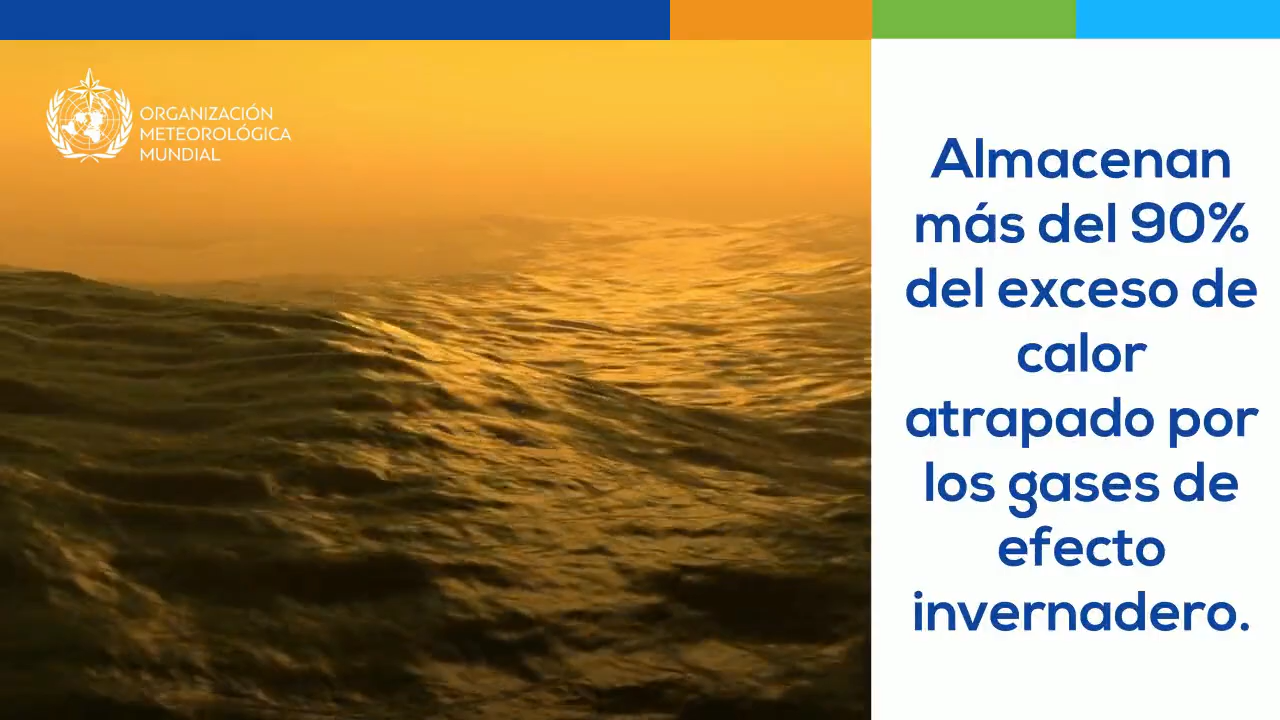 ORGANIZACIÓN
METEOROLÓGICA
MUNDIAL
Almacenan
más del 90%
del exceso de
calor
atrapado por
los gases de
efecto
invernadero.